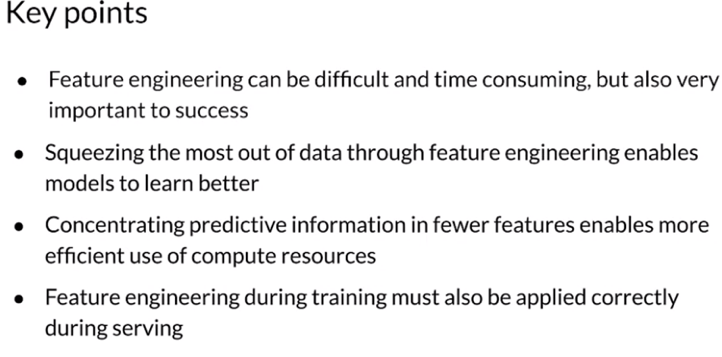 Key points
● Feature engineering can be difficult and time consuming, but also very
important to success
● Squeezing the most out of data through feature engineering enables
models to learn better
● Concentrating predictive information in fewer features enables more
efficient use of compute resources
● Feature engineering during training must also be applied correctly
during serving